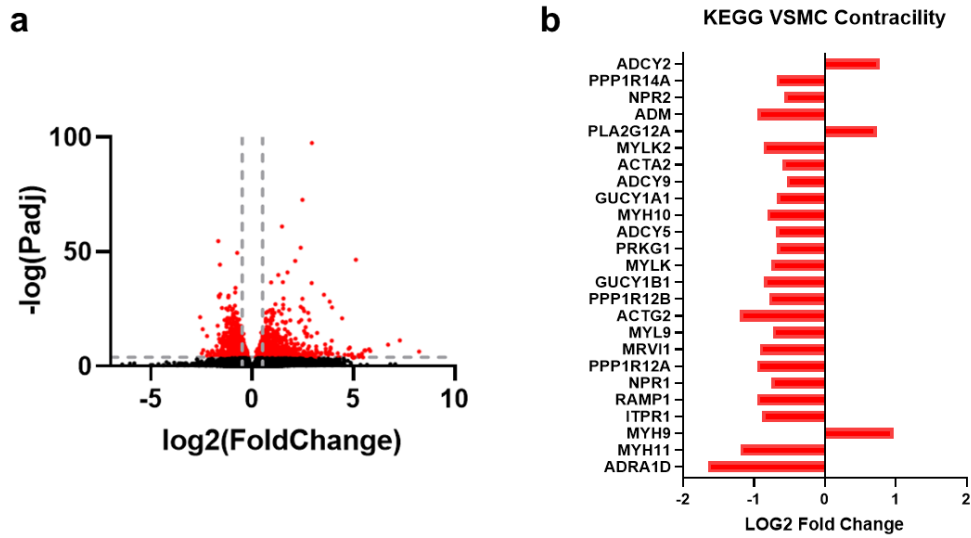 a
100
50
0
-log(Padj)
-5
0
5
10
log2(FoldChange)
b
KEGG VSMC Contracility
ADCY2
PPP1R14A
NPR2
ADM
PLA2G12A
MYLK2
ACTA2
ADCY9
GUCY1A1
MYH10
ADCY5
PRKG1
MYLK
GUCY1B1
PPP1R12B
ACTG2
MYL9
MRVI1
PPP1R12A
NPR1
RAMP1
ITPR1
MYH9
MYH11
ADRA1D
-2
-1
0
1
2
LOG2 Fold Change